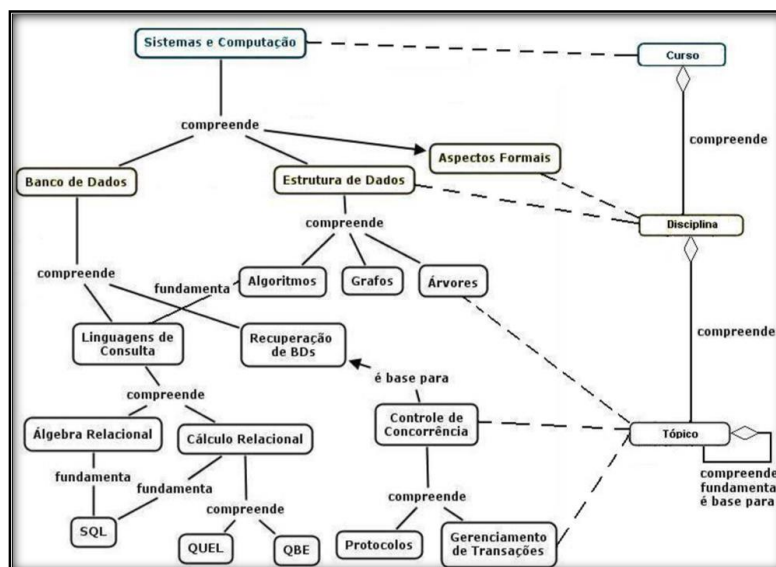 Sistemas e Computação
Curso
compreende
compreende
Aspectos Formais
Banco de Dados
Estrutura de Dados
Disciplina
compreende
compreende
fundamenta
Algoritmos
Grafos
Árvores
Linguagens de
Consulta
Recuperação
de BDs
compreende
é base para
compreende
Álgebra Relacional
Cálculo Relacional
Controle de
Concorrência
Tópico
fundamenta
fundamenta
compreende
fundamenta
é base para
compreende
compreende
SQL
QUEL
QBE
Protocolos
Gerenciamento
de Transações